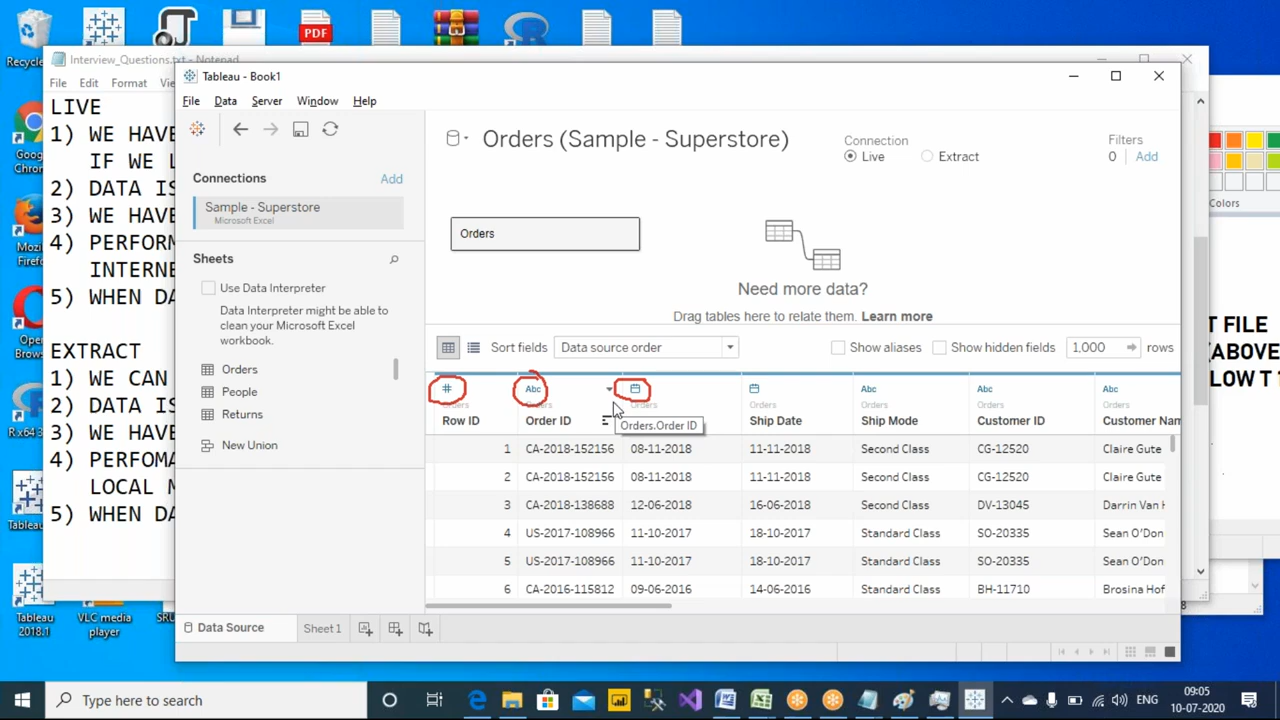 Recycle
PDF
Interview_Questions.txt - Notepad
File Edit Format
LIVE
1) WE HAVE
IF WE L
2) DATA IS
3) WE HAVE
4) PERFORM
INTERNE
5) WHEN DA
EXTRACT
1) WE CAN
2) DATA IS
3) WE HAVE
4) PERFOMA
LOCAL M
5) WHEN DA
Tableau - Book1
File Data Server Window Help
Connections Add
Sample - Superstore
Microsoft Excel
Sheets
Use Data Interpreter
Data Interpreter might be able to
clean your Microsoft Excel
workbook.
Orders
People
Returns
New Union
Orders (Sample - Superstore)
Connection
Live Extract
Filters
0 Add
Orders
Need more data?
Drag tables here to relate them. Learn more
Sort fields Data source order Show aliases Show hidden fields 1,000 rows
# Abc Abc Abc Abc
Orders Orders Orders Orders Orders Orders Orders
Row ID Order ID Ship Date Ship Mode Customer ID Customer Nam
Orders.Order ID
1 CA-2018-152156 08-11-2018 11-11-2018 Second Class CG-12520 Claire Gute
2 CA-2018-152156 08-11-2018 11-11-2018 Second Class CG-12520 Claire Gute
3 CA-2018-138688 12-06-2018 16-06-2018 Second Class DV-13045 Darrin Van H
4 US-2017-108966 11-10-2017 18-10-2017 Standard Class SO-20335 Sean O'Don
5 US-2017-108966 11-10-2017 18-10-2017 Standard Class SO-20335 Sean O'Don
6 CA-2016-115812 09-06-2016 14-06-2016 Standard Class BH-11710 Brosina Hof
Data Source Sheet 1
Colors
T FILE
(ABOVE
LOW T 1
Google
Chrom
Mozi
Firefo
Open
Brows
R x64 3
Tableau
Tableau
2018.1
VLC media
player
SRU
8
Type here to search
ENG
09:05
10-07-2020